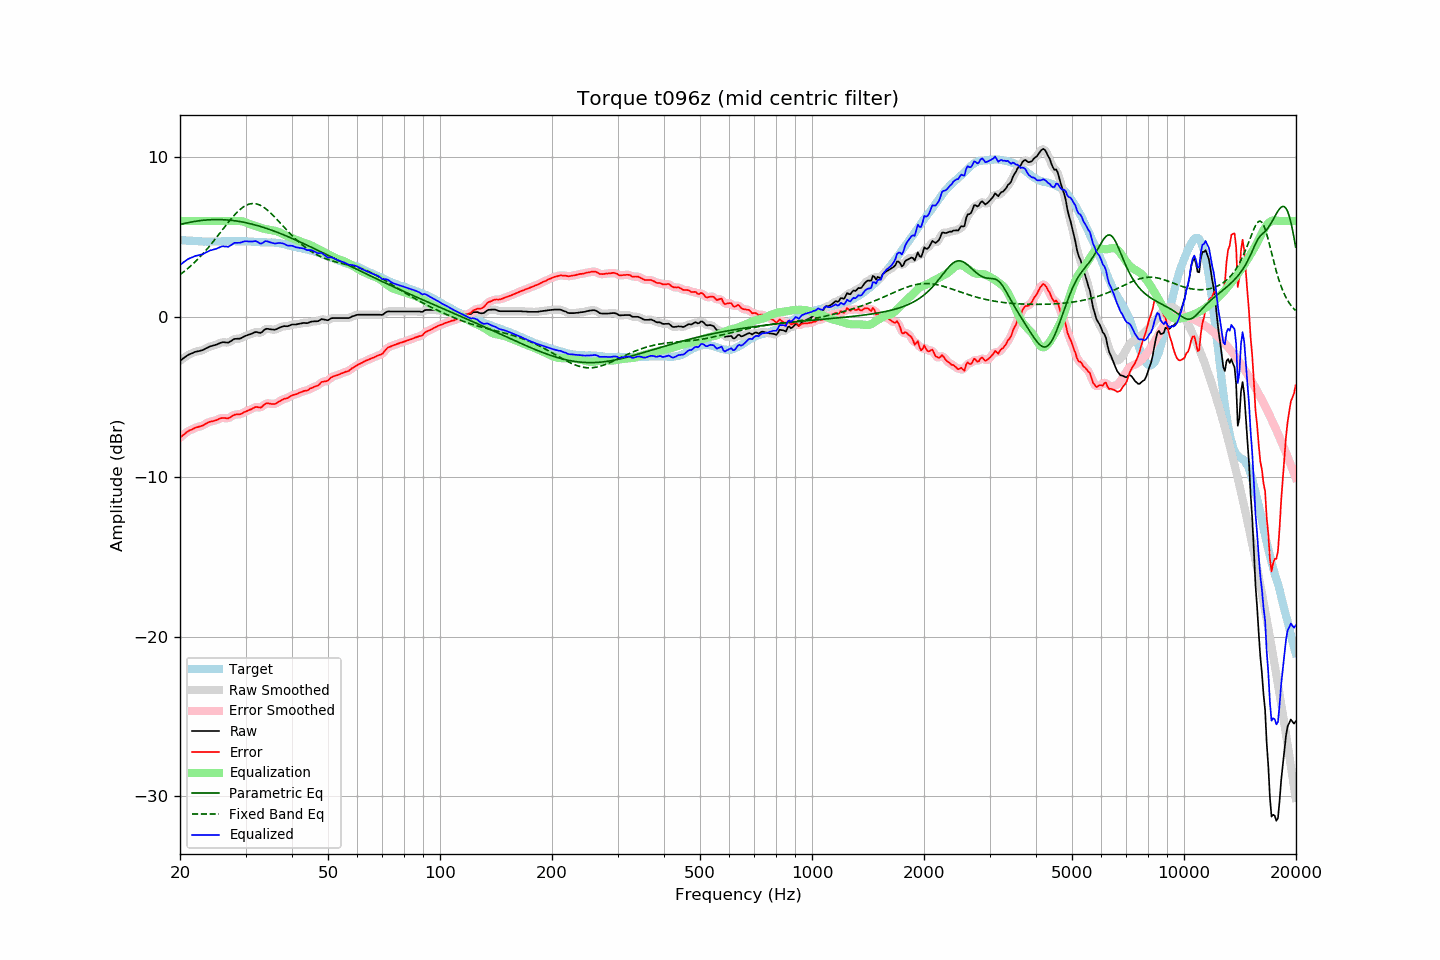 Torque t096z (mid centric filter)
Amplitude (dBr)
10
0
−10
−20
−30
Target
Raw Smoothed
Error Smoothed
Raw
Error
Equalization
Parametric Eq
Fixed Band Eq
Equalized
20 50 100 200 500 1000 2000 5000 10000 20000
Frequency (Hz)